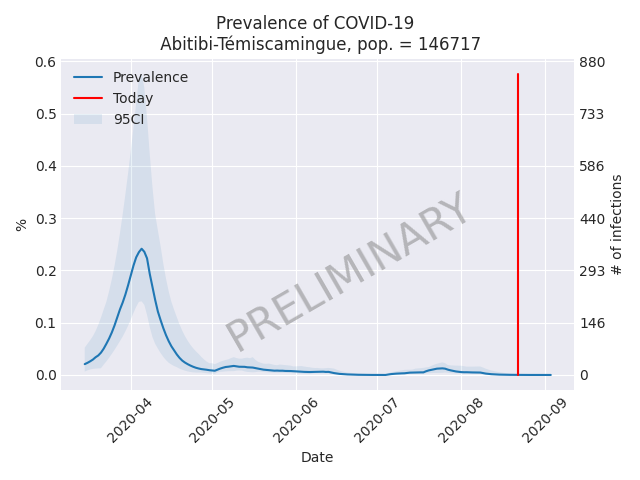 Prevalence of COVID-19
Abitibi-Témiscamingue, pop. = 146717
Prevalence
Today
95CI
0.6
0.5
0.4
0.3
0.2
0.1
0.0
%
880
733
586
440
293
146
0
# of infections
PRELIMINARY
2020-04
2020-05
2020-06
2020-07
2020-08
2020-09
Date